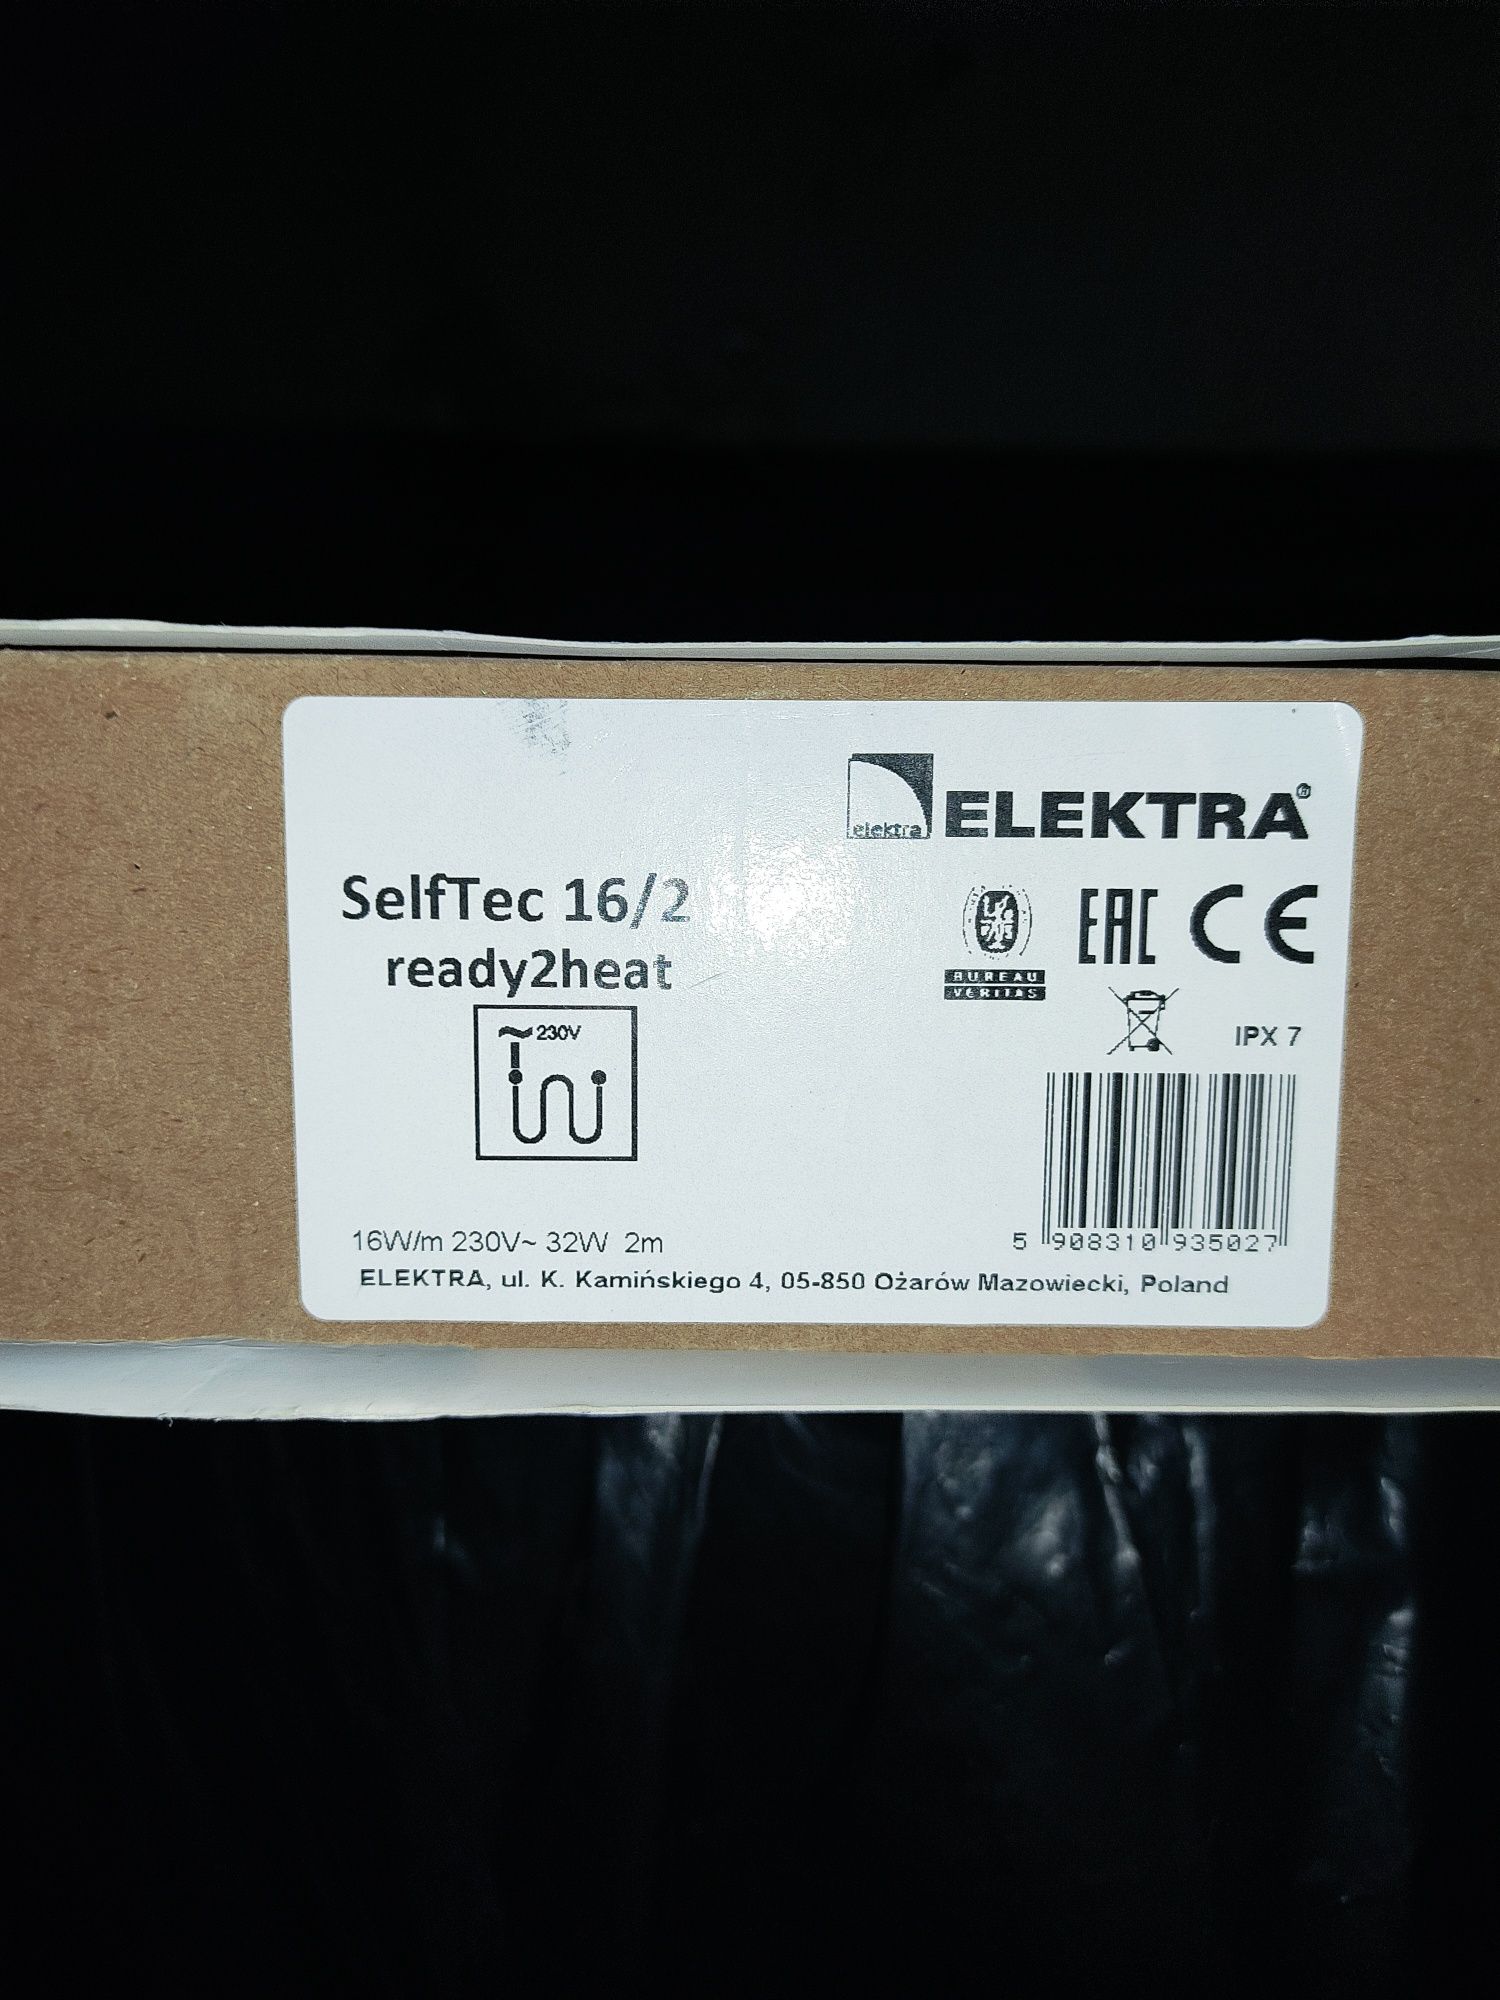 elektra ELEKTRA®
SelfTec 16/2
ready2heat
BUREAU
VERITAS
EAC CE
~230V
IPX 7
5 908310 935027
16W/m 230V~ 32W 2m
ELEKTRA, ul. K. Kamińskiego 4, 05-850 Ożarów Mazowiecki, Poland